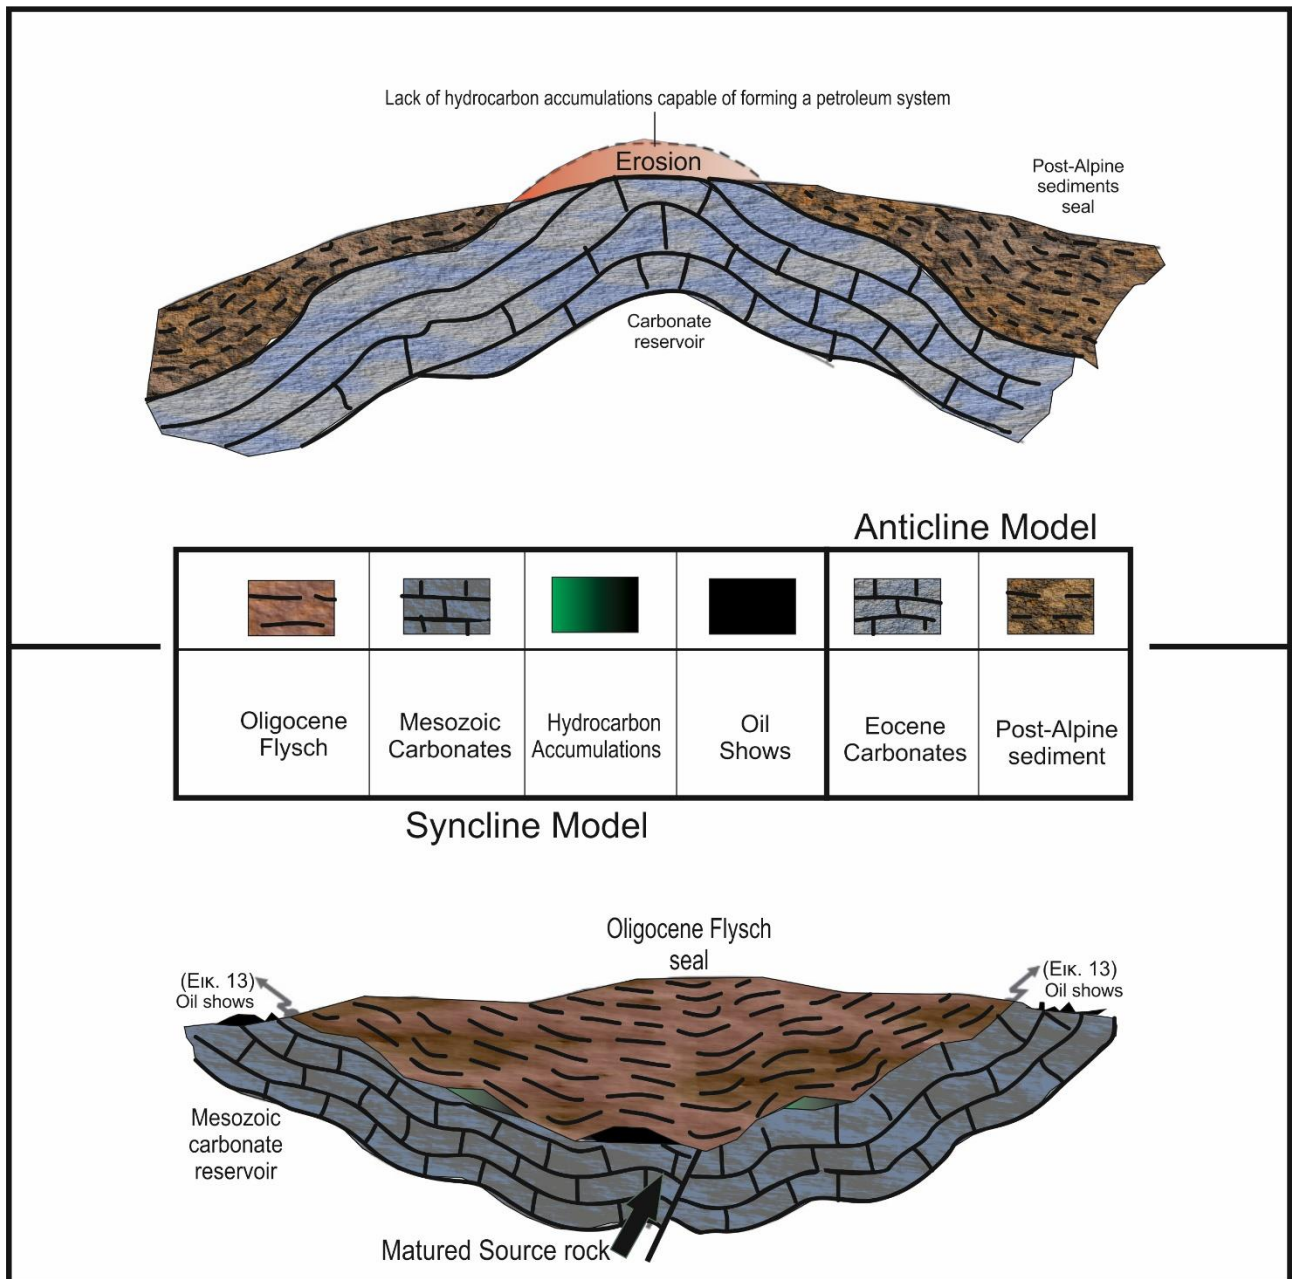 Lack of hydrocarbon accumulations capable of forming a petroleum system
Erosion
Post-Alpine
sediments
seal
Carbonate
reservoir
Anticline Model
Oligocene
Flysch
Mesozoic
Carbonates
Hydrocarbon
Accumulations
Oil
Shows
Eocene
Carbonates
Post-Alpine
sediment
Syncline Model
Oligocene Flysch
seal
(Εικ. 13)
Oil shows
(Εικ. 13)
Oil shows
Mesozoic
carbonate
reservoir
Matured Source rock